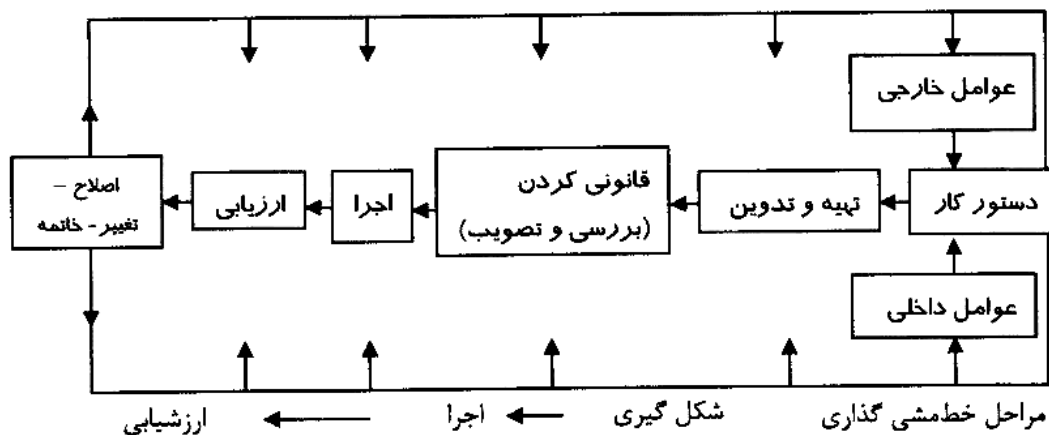 عوامل خارجی
دستور کار
عوامل داخلی
تهیه و تدوین
قانونی کردن
(بررسی و تصویب)
اجرا
ارزیابی
اصلاح –
تغییر - خاتمه
مراحل خط‌مشی گذاری شکل گیری اجرا ارزشیابی